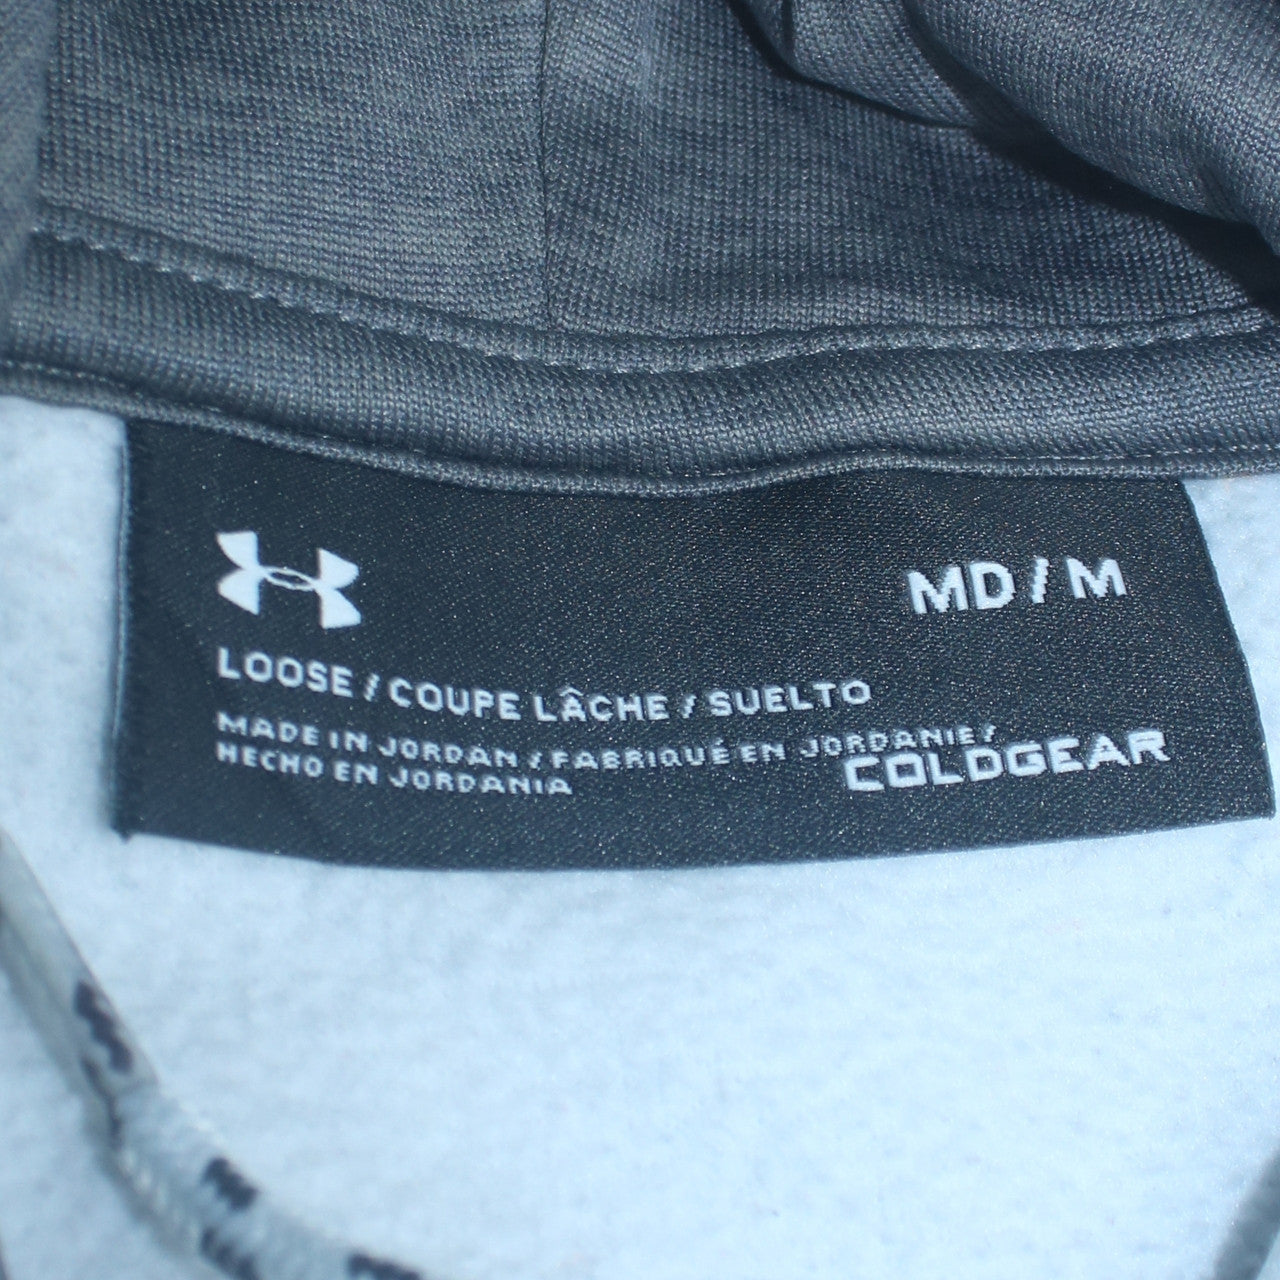 MD / M
LOOSE / COUPE LÂCHE / SUELTO
MADE IN JORDAN / FABRIQUÉ EN JORDANIE /
HECHO EN JORDANIA
COLDGEAR